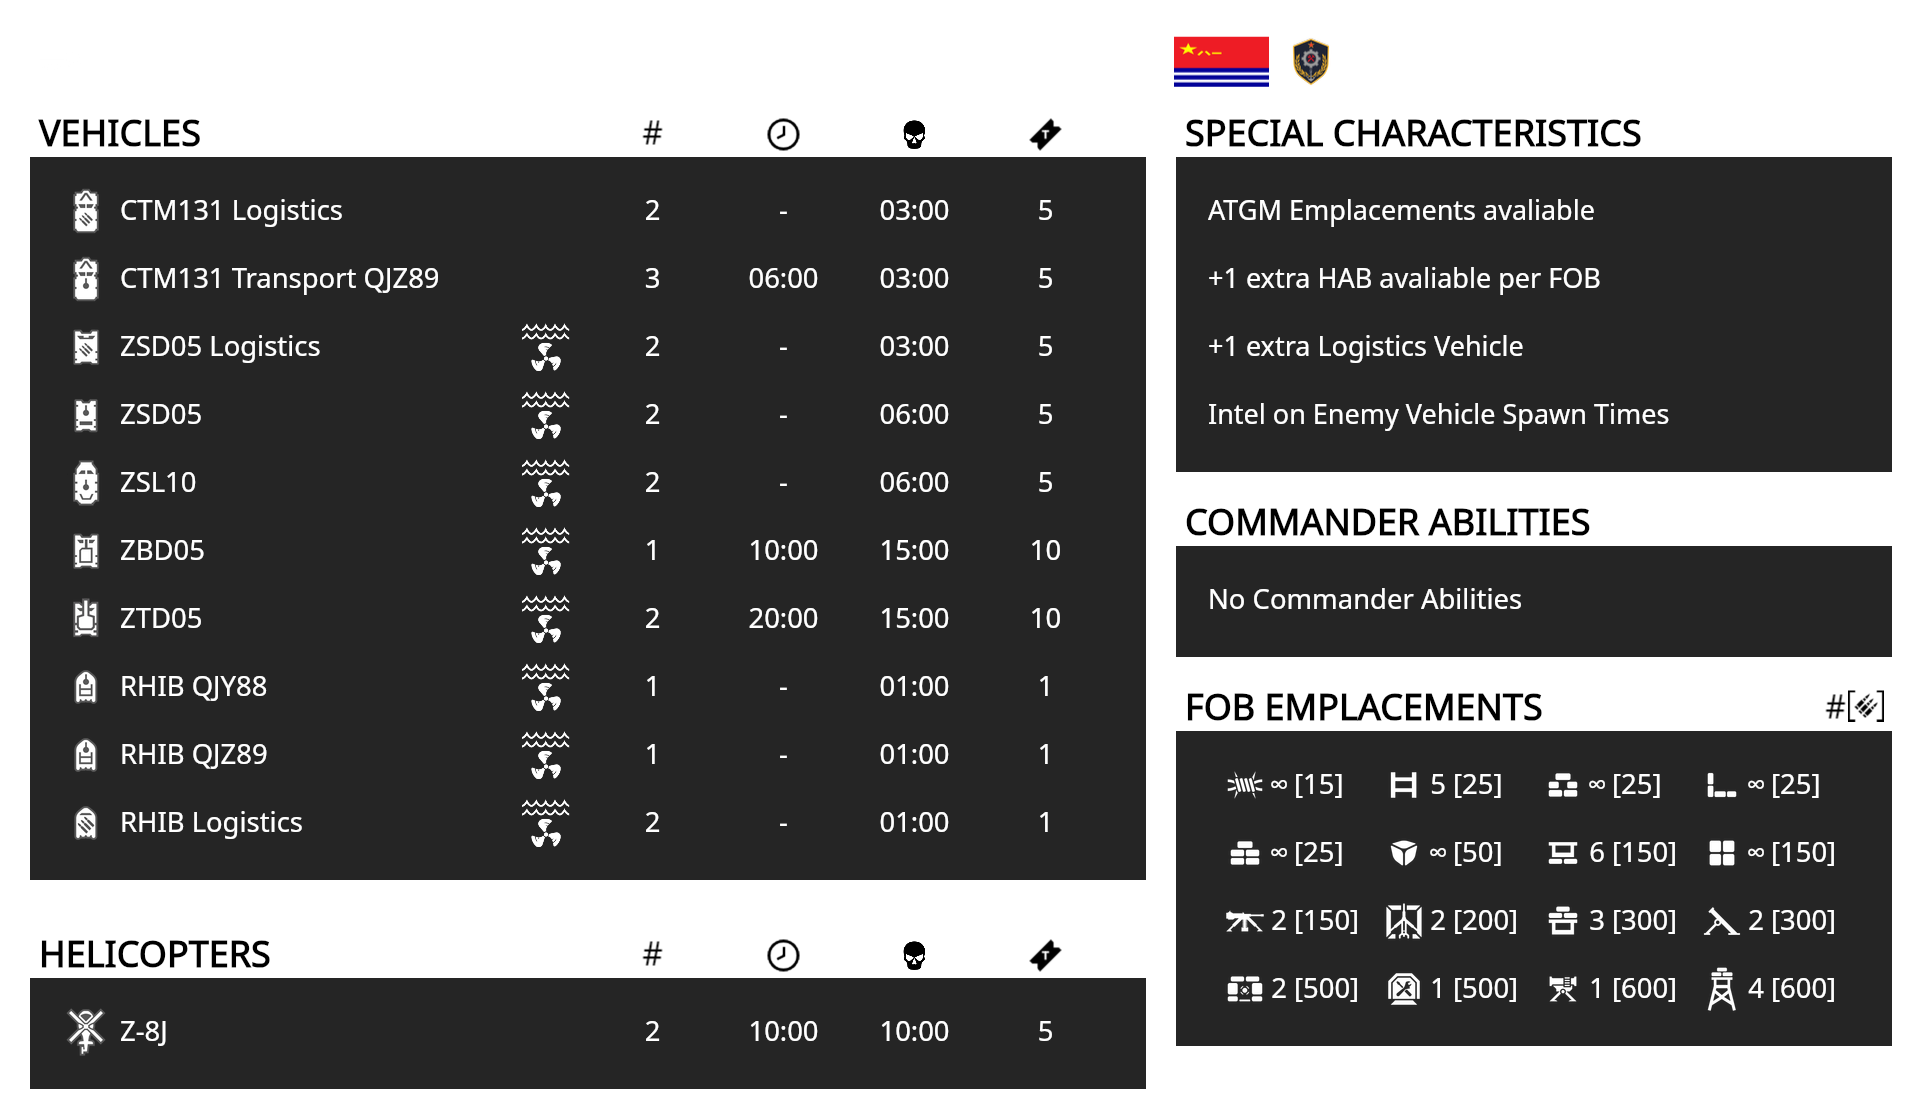 VEHICLES #
CTM131 Logistics 2 - 03:00 5
CTM131 Transport QJZ89 3 06:00 03:00 5
ZSD05 Logistics 2 - 03:00 5
ZSD05 2 - 06:00 5
ZSL10 2 - 06:00 5
ZBD05 1 10:00 15:00 10
ZTD05 2 20:00 15:00 10
RHIB QJY88 1 - 01:00 1
RHIB QJZ89 1 - 01:00 1
RHIB Logistics 2 - 01:00 1
HELICOPTERS #
Z-8J 2 10:00 10:00 5
SPECIAL CHARACTERISTICS
ATGM Emplacements avaliable
+1 extra HAB avaliable per FOB
+1 extra Logistics Vehicle
Intel on Enemy Vehicle Spawn Times
COMMANDER ABILITIES
No Commander Abilities
FOB EMPLACEMENTS #[]
∞ [15] 5 [25] ∞ [25] ∞ [25]
∞ [25] ∞ [50] 6 [150] ∞ [150]
2 [150] 2 [200] 3 [300] 2 [300]
2 [500] 1 [500] 1 [600] 4 [600]